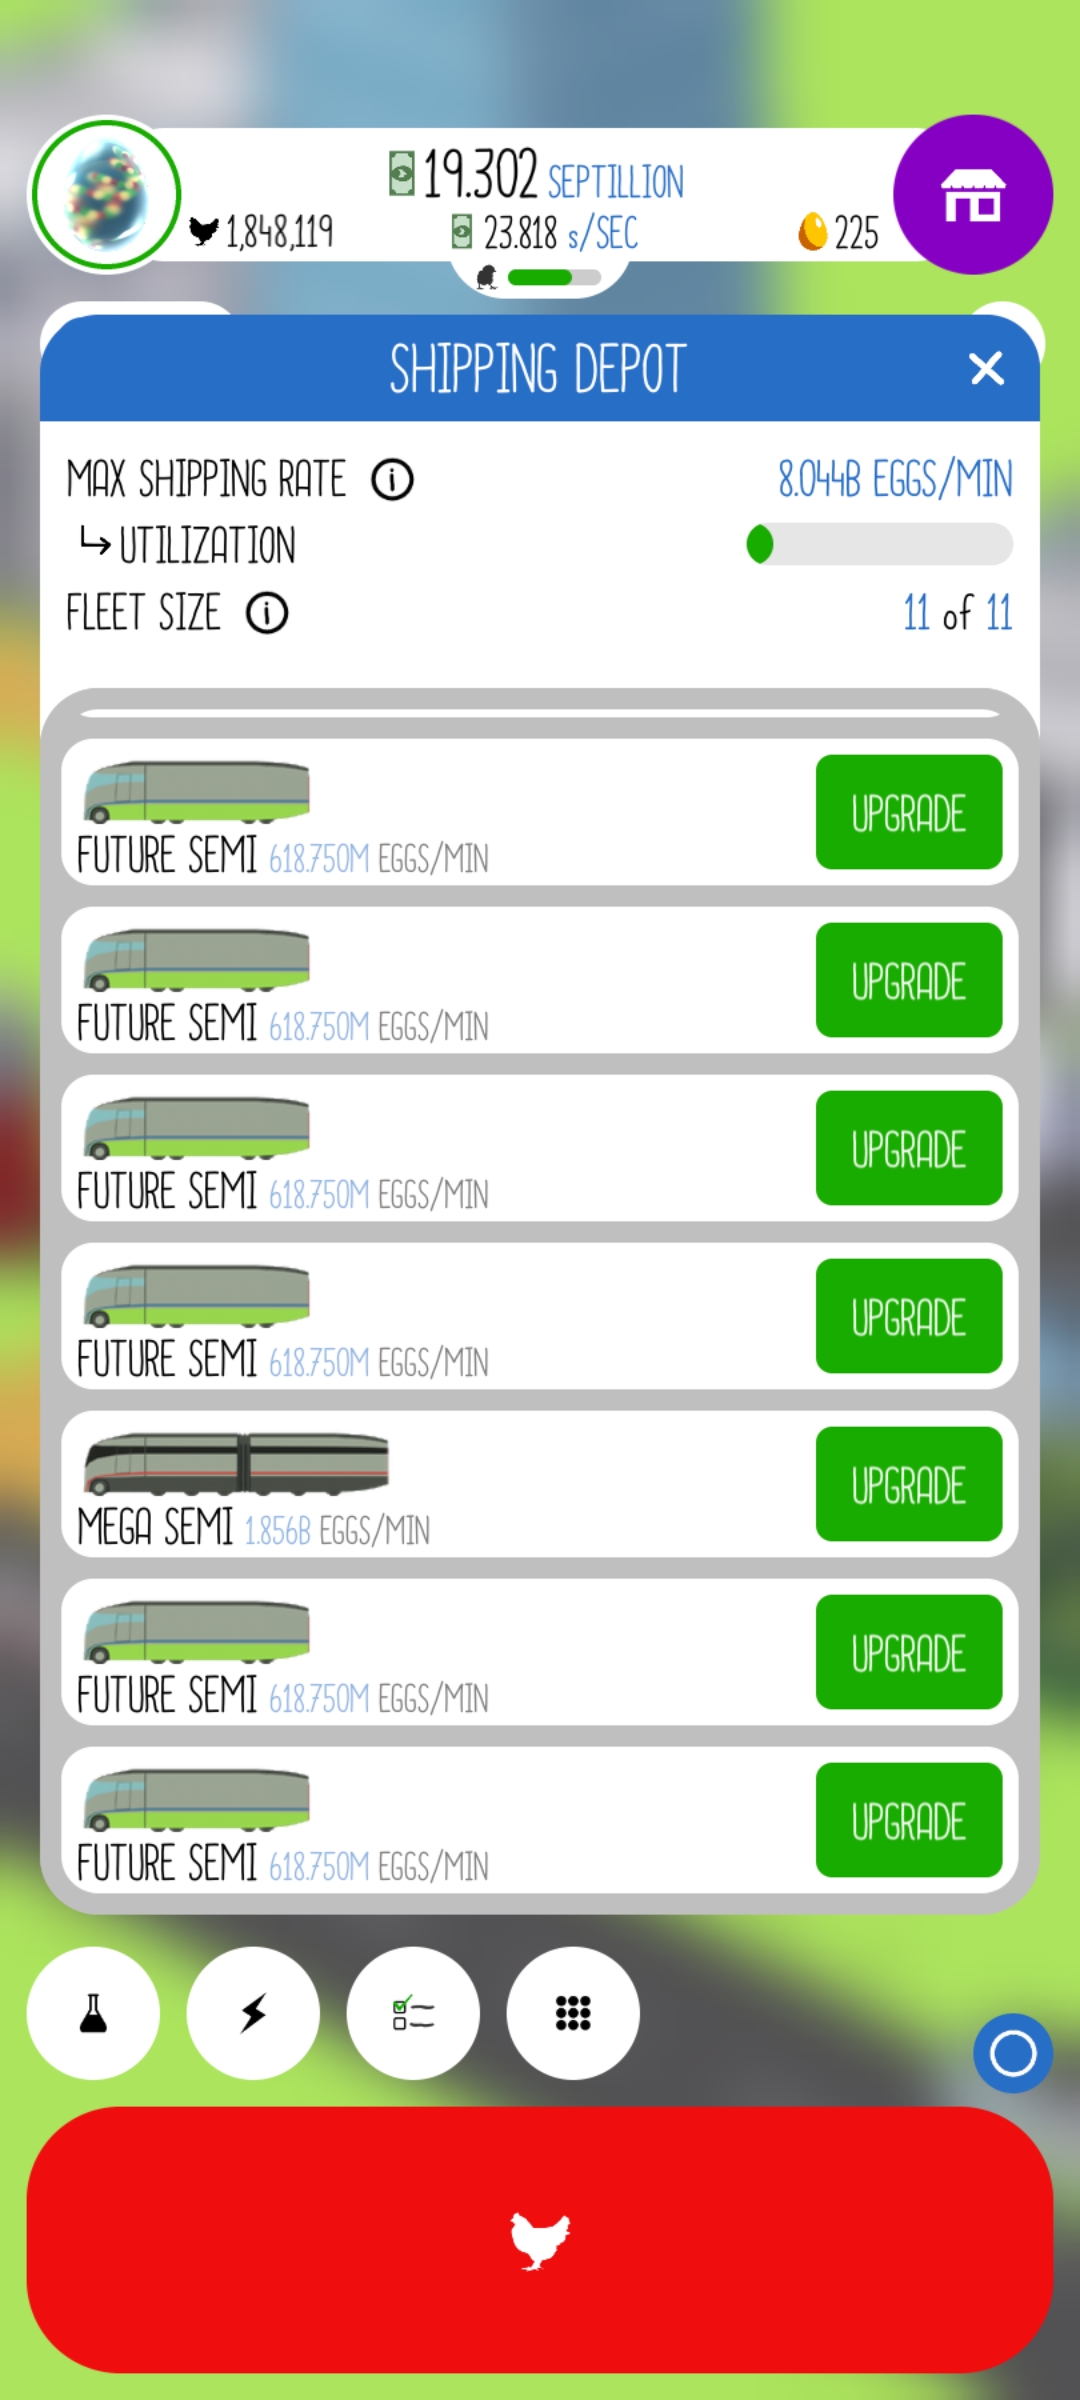 19.302 SEPTILLION
1,848,119
23.818 s/SEC
225
SHIPPING DEPOT
MAX SHIPPING RATE
8.044B EGGS/MIN
UTILIZATION
FLEET SIZE
11 of 11
FUTURE SEMI 618.750M EGGS/MIN
UPGRADE
FUTURE SEMI 618.750M EGGS/MIN
UPGRADE
FUTURE SEMI 618.750M EGGS/MIN
UPGRADE
FUTURE SEMI 618.750M EGGS/MIN
UPGRADE
MEGA SEMI 1.856B EGGS/MIN
UPGRADE
FUTURE SEMI 618.750M EGGS/MIN
UPGRADE
FUTURE SEMI 618.750M EGGS/MIN
UPGRADE